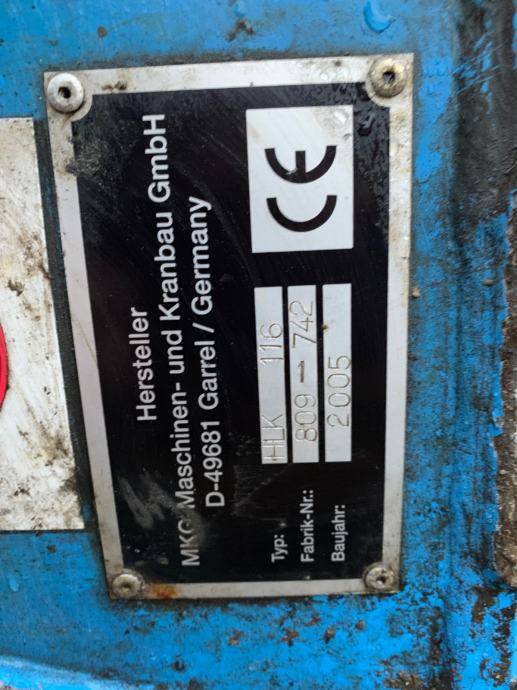 Hersteller
MKG Maschinen- und Kranbau GmbH
D-49681 Garrel / Germany
Typ: HLK 116
Fabrik-Nr.: 809-742
Baujahr: 2005
CE